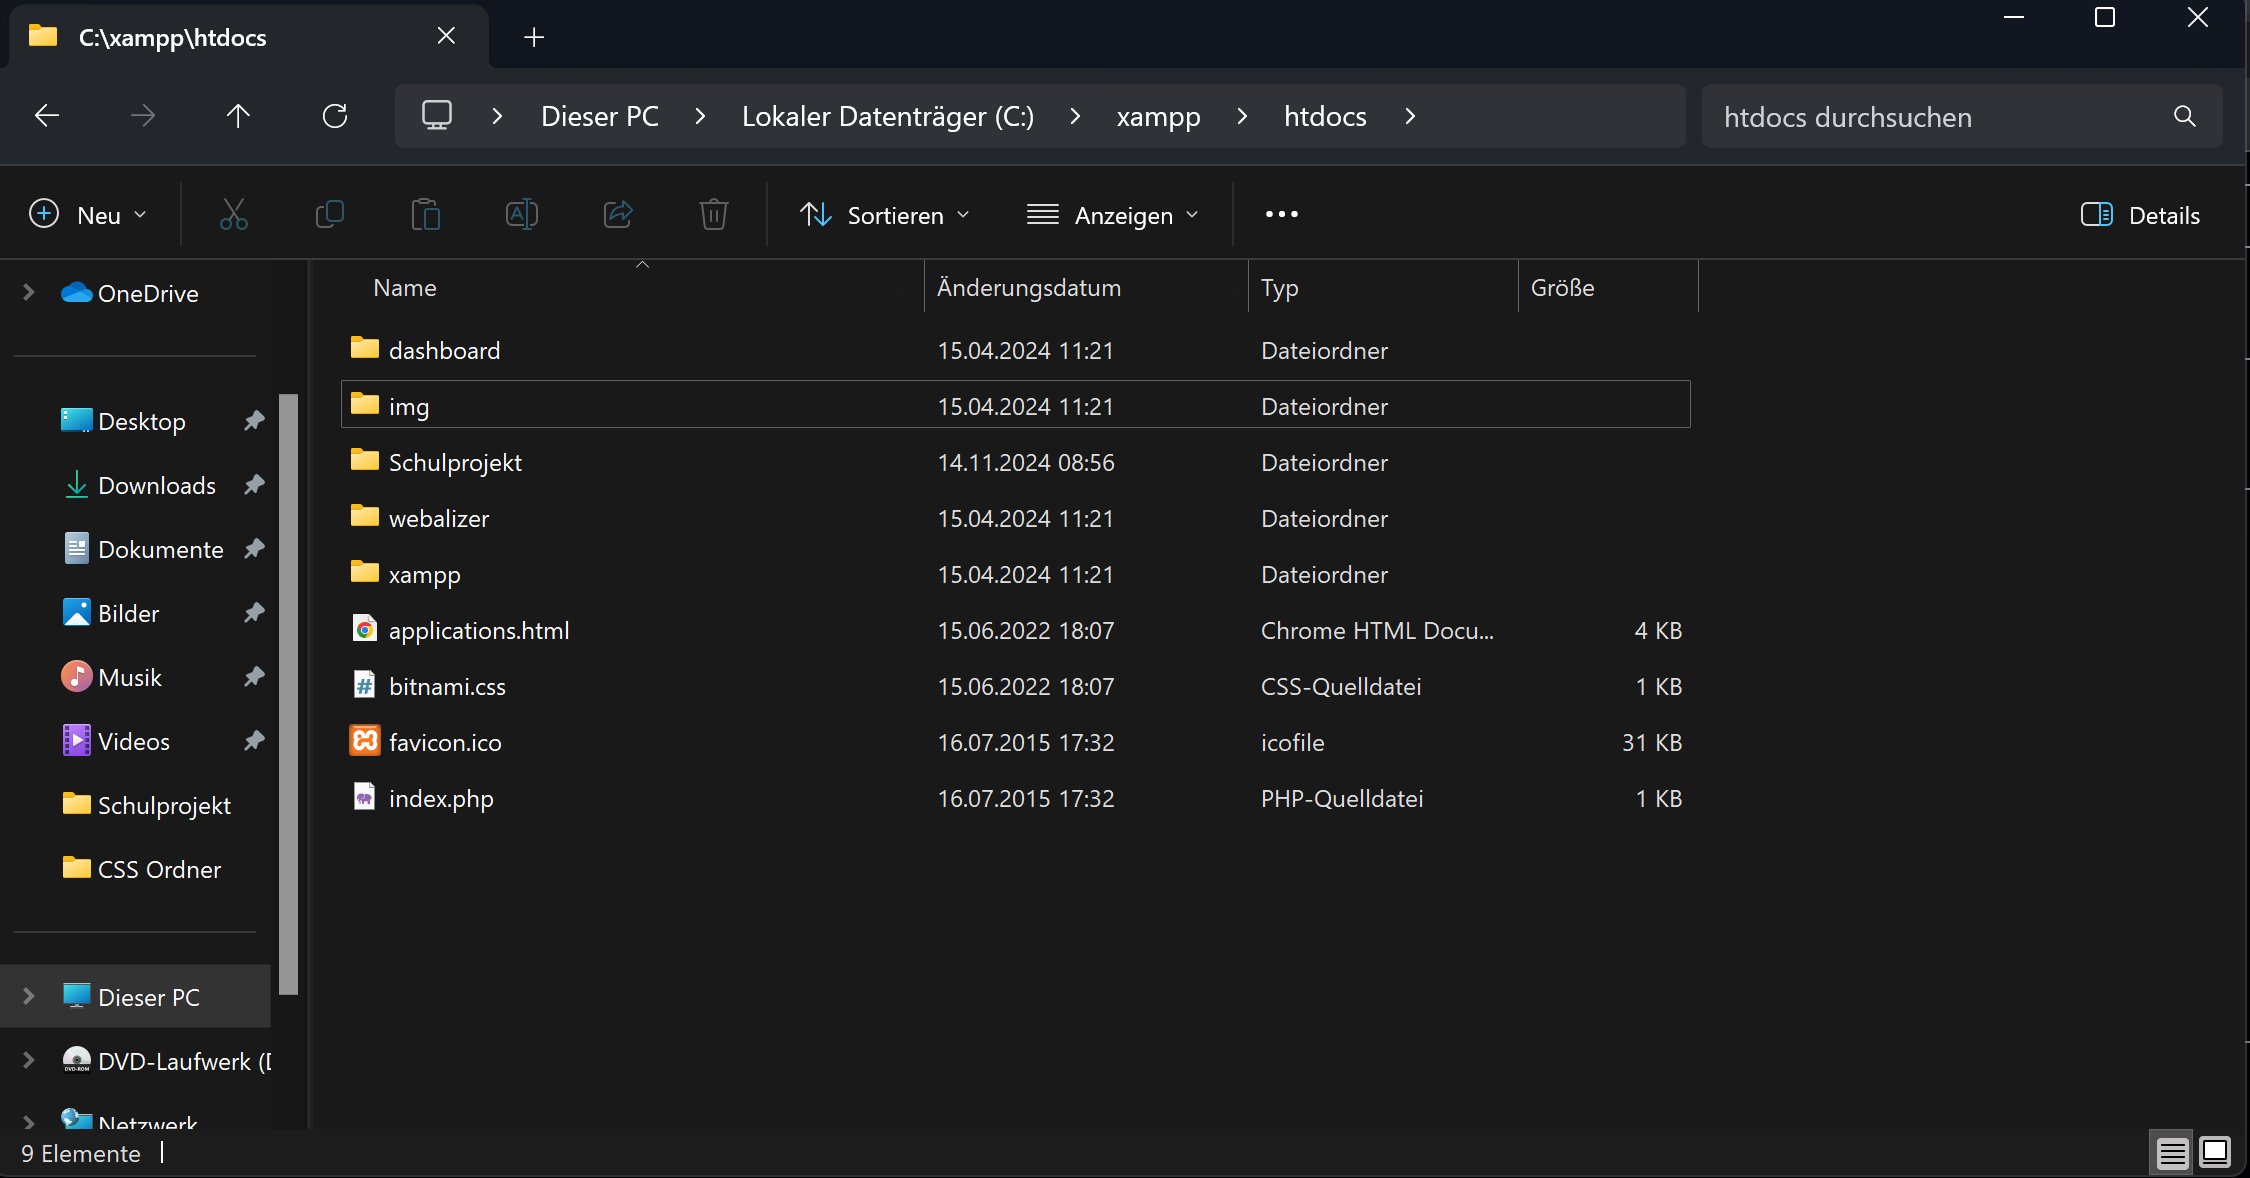 C:\xampp\htdocs
Dieser PC Lokaler Datenträger (C:) xampp htdocs
htdocs durchsuchen
Neu Sortieren Anzeigen Details
OneDrive
Desktop
Downloads
Dokumente
Bilder
Musik
Videos
Schulprojekt
CSS Ordner
Dieser PC
DVD-Laufwerk (D
Netzwerk
Name Änderungsdatum Typ Größe
dashboard 15.04.2024 11:21 Dateiordner
img 15.04.2024 11:21 Dateiordner
Schulprojekt 14.11.2024 08:56 Dateiordner
webalizer 15.04.2024 11:21 Dateiordner
xampp 15.04.2024 11:21 Dateiordner
applications.html 15.06.2022 18:07 Chrome HTML Docu... 4 KB
bitnami.css 15.06.2022 18:07 CSS-Quelldatei 1 KB
favicon.ico 16.07.2015 17:32 icofile 31 KB
index.php 16.07.2015 17:32 PHP-Quelldatei 1 KB
9 Elemente